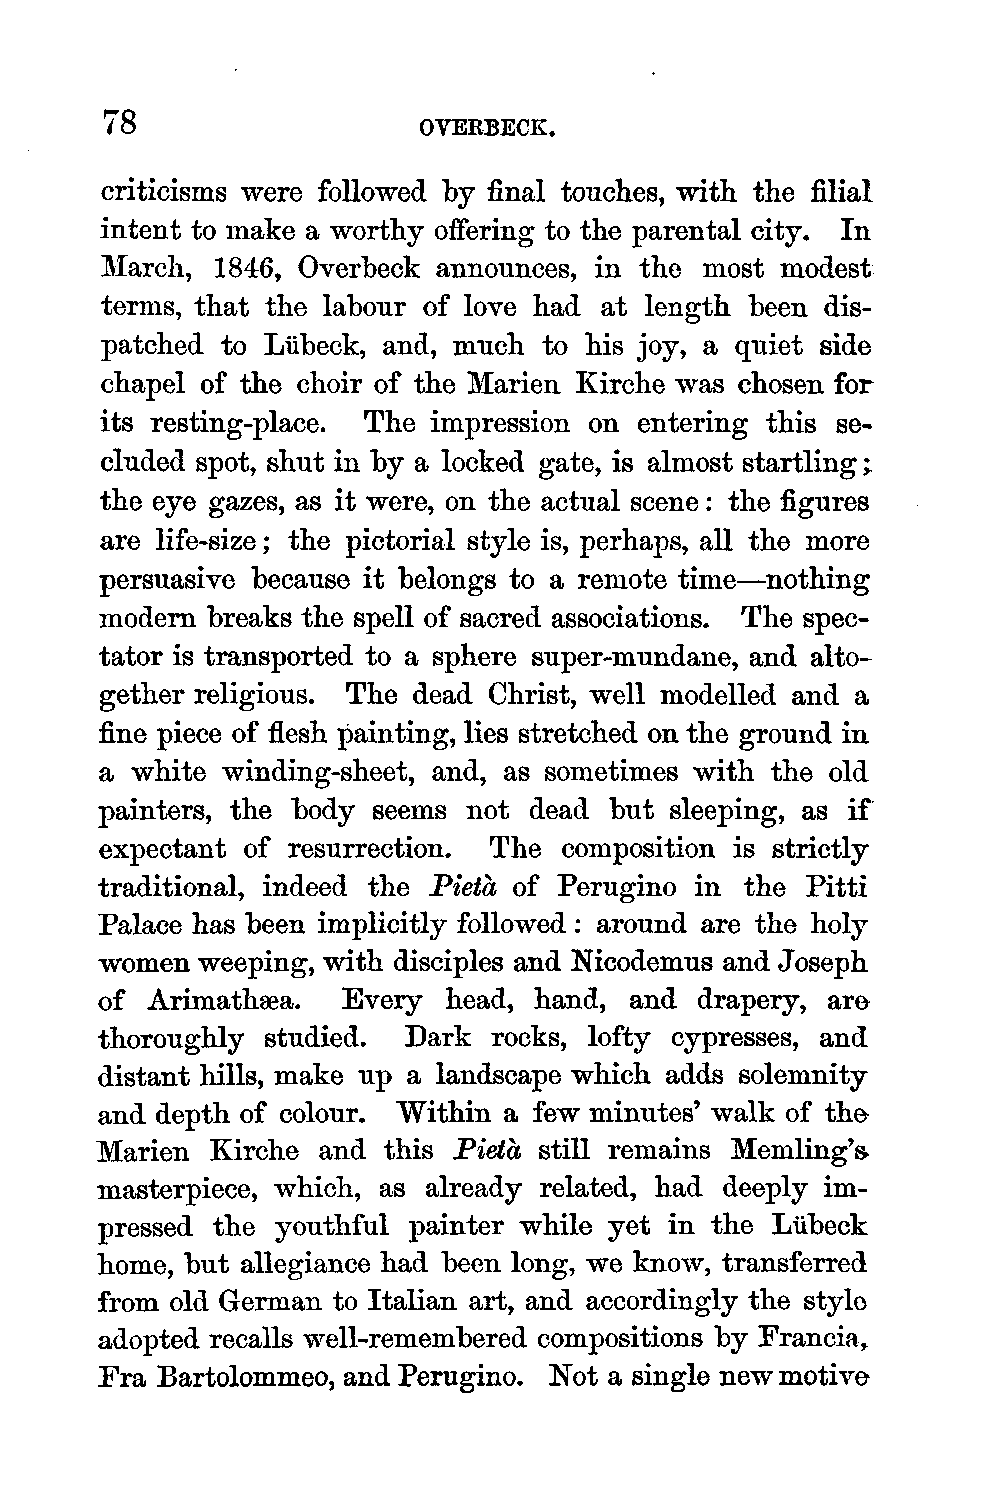 78 OVERBECK.
criticisms were followed by final touches, with the filial
intent to make a worthy offering to the parental city. In
March, 1846, Overbeck announces, in the most modest
terms, that the labour of love had at length been dis-
patched to Lübeck, and, much to his joy, a quiet side
chapel of the choir of the Marien Kirche was chosen for
its resting-place. The impression on entering this se-
cluded spot, shut in by a locked gate, is almost startling;
the eye gazes, as it were, on the actual scene: the figures
are life-size; the pictorial style is, perhaps, all the more
persuasive because it belongs to a remote time—nothing
modern breaks the spell of sacred associations. The spec-
tator is transported to a sphere super-mundane, and alto-
gether religious. The dead Christ, well modelled and a
fine piece of flesh painting, lies stretched on the ground in
a white winding-sheet, and, as sometimes with the old
painters, the body seems not dead but sleeping, as if
expectant of resurrection. The composition is strictly
traditional, indeed the Pietà of Perugino in the Pitti
Palace has been implicitly followed: around are the holy
women weeping, with disciples and Nicodemus and Joseph
of Arimathæa. Every head, hand, and drapery, are
thoroughly studied. Dark rocks, lofty cypresses, and
distant hills, make up a landscape which adds solemnity
and depth of colour. Within a few minutes' walk of the
Marien Kirche and this Pietà still remains Memling's
masterpiece, which, as already related, had deeply im-
pressed the youthful painter while yet in the Lübeck
home, but allegiance had been long, we know, transferred
from old German to Italian art, and accordingly the style
adopted recalls well-remembered compositions by Francia,
Fra Bartolommeo, and Perugino. Not a single new motive